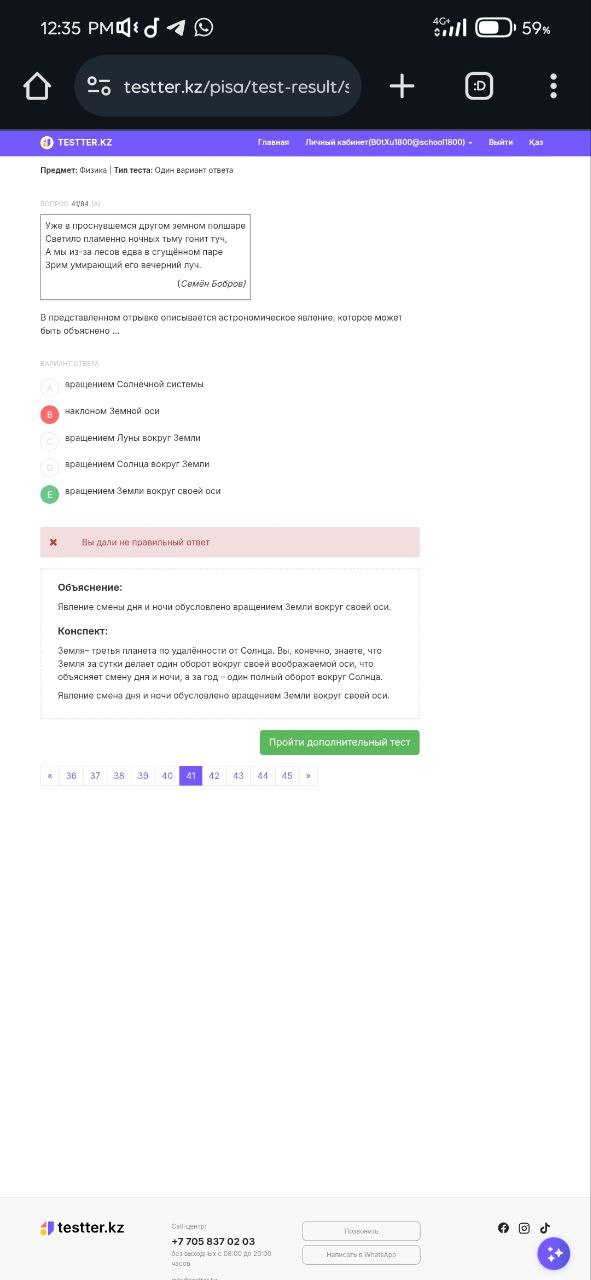 12:35 PM
4G+
59%
testter.kz/pisa/test-result/s
:D
TESTTER.KZ
Главная
Личный кабинет(B0tXu1800@school1800)
Выйти
Қаз
Предмет: Физика | Тип теста: Один вариант ответа
ВОПРОС 41/84 (A)
Уже в проснувшемся другом земном полшаре
Светило пламенно ночных тьму гонит туч,
А мы из-за лесов едва в сгущённом паре
Зрим умирающий его вечерний луч.
(Семён Бобров)
В представленном отрывке описывается астрономическое явление, которое может
быть объяснено ...
ВАРИАНТ ОТВЕТА
A вращением Солнечной системы
B наклоном Земной оси
C вращением Луны вокруг Земли
D вращением Солнца вокруг Земли
E вращением Земли вокруг своей оси
Вы дали не правильный ответ
Объяснение:
Явление смены дня и ночи обусловлено вращением Земли вокруг своей оси.
Конспект:
Земля– третья планета по удалённости от Солнца. Вы, конечно, знаете, что
Земля за сутки делает один оборот вокруг своей воображаемой оси, что
объясняет смену дня и ночи, а за год – один полный оборот вокруг Солнца.
Явление смена дня и ночи обусловлено вращением Земли вокруг своей оси.
Пройти дополнительный тест
« 36 37 38 39 40 41 42 43 44 45 »
testter.kz
Call-центр:
+7 705 837 02 03
без выходных с 08:00 до 20:00
часов
Позвонить
Написать в WhatsApp